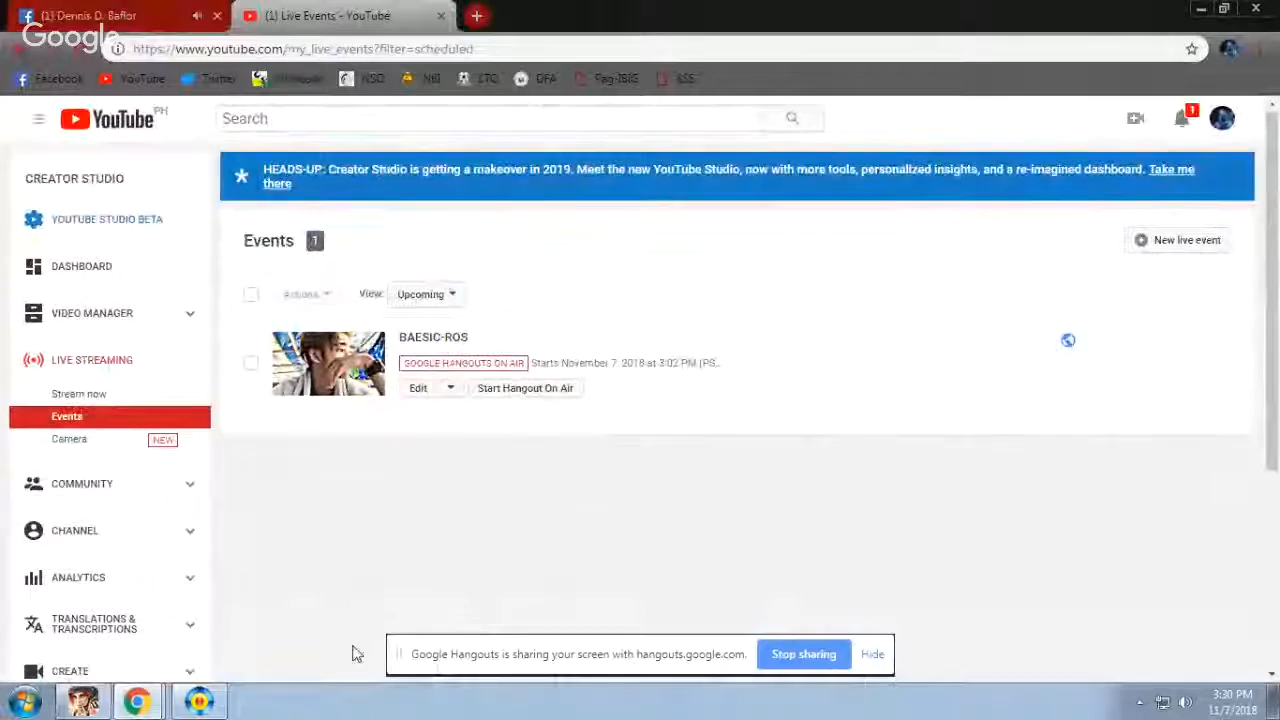 (1) Dennis D. Baflor
(1) Live Events - YouTube
Google
https://www.youtube.com/my_live_events?filter=scheduled
Facebook YouTube Twitter NSO NBI LTO DFA Pag-IBIG SSS
YouTube PH
Search
1
CREATOR STUDIO
HEADS-UP: Creator Studio is getting a makeover in 2019. Meet the new YouTube Studio, now with more tools, personalized insights, and a re-imagined dashboard. Take me
there
YOUTUBE STUDIO BETA
DASHBOARD
VIDEO MANAGER
LIVE STREAMING
Stream now
Events
Camera NEW
COMMUNITY
CHANNEL
ANALYTICS
TRANSLATIONS &
TRANSCRIPTIONS
CREATE
Events 1
New live event
Actions View: Upcoming
BAESIC-ROS
GOOGLE HANGOUTS ON AIR Starts November 7, 2018 at 3:02 PM (PS...
Edit Start Hangout On Air
Google Hangouts is sharing your screen with hangouts.google.com. Stop sharing Hide
3:30 PM
11/7/2018